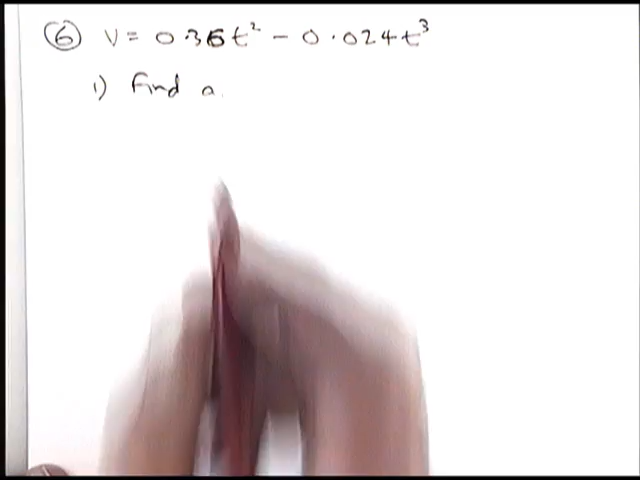 ⑥ V = 0.36t² - 0.024t³
1) Find a.